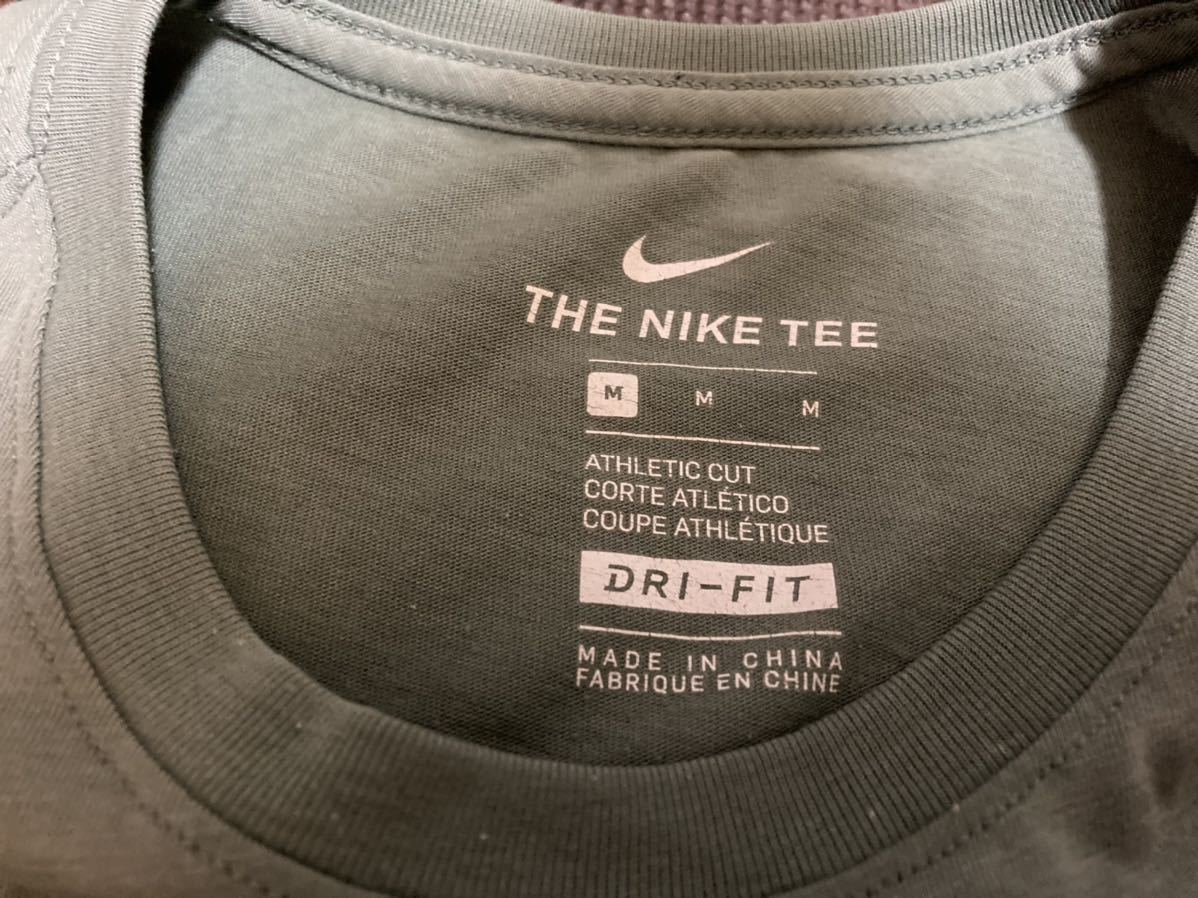 THE NIKE TEE
M M M
ATHLETIC CUT
CORTE ATLÉTICO
COUPE ATHLÉTIQUE
DRI-FIT
MADE IN CHINA
FABRIQUE EN CHINE